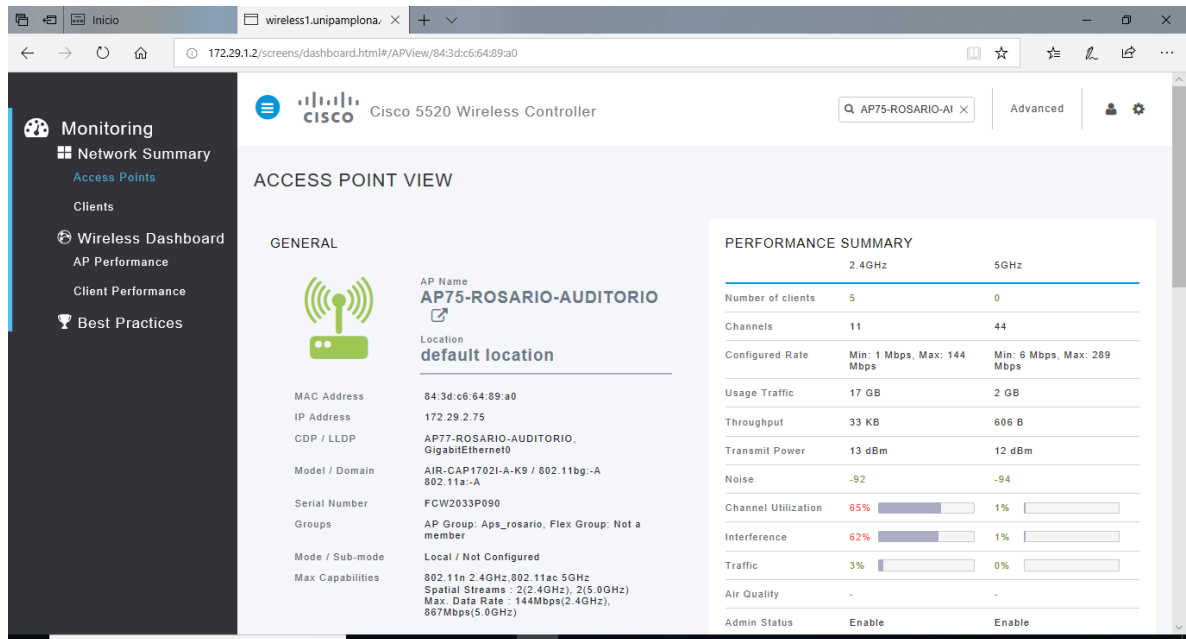 Inicio
wireless1.unipamplona.
172.29.1.2/screens/dashboard.html#/APView/84:3d:c6:64:89:a0
Monitoring
Network Summary
Access Points
Clients
Wireless Dashboard
AP Performance
Client Performance
Best Practices
CISCO
Cisco 5520 Wireless Controller
AP75-ROSARIO-AI
Advanced
ACCESS POINT VIEW
GENERAL
AP Name
AP75-ROSARIO-AUDITORIO
Location
default location
MAC Address 84:3d:c6:64:89:a0
IP Address 172.29.2.75
CDP / LLDP AP77-ROSARIO-AUDITORIO,
GigabitEthernet0
Model / Domain AIR-CAP1702I-A-K9 / 802.11bg:-A
802.11a:-A
Serial Number FCW2033P090
Groups AP Group: Aps_rosario, Flex Group: Not a
member
Mode / Sub-mode Local / Not Configured
Max Capabilities 802.11n 2.4GHz,802.11ac 5GHz
Spatial Streams : 2(2.4GHz), 2(5.0GHz)
Max. Data Rate : 144Mbps(2.4GHz),
867Mbps(5.0GHz)
PERFORMANCE SUMMARY
2.4GHz 5GHz
Number of clients 5 0
Channels 11 44
Configured Rate Min: 1 Mbps, Max: 144 Min: 6 Mbps, Max: 289
Mbps Mbps
Usage Traffic 17 GB 2 GB
Throughput 33 KB 606 B
Transmit Power 13 dBm 12 dBm
Noise -92 -94
Channel Utilization 65% 1%
Interference 62% 1%
Traffic 3% 0%
Air Quality - -
Admin Status Enable Enable